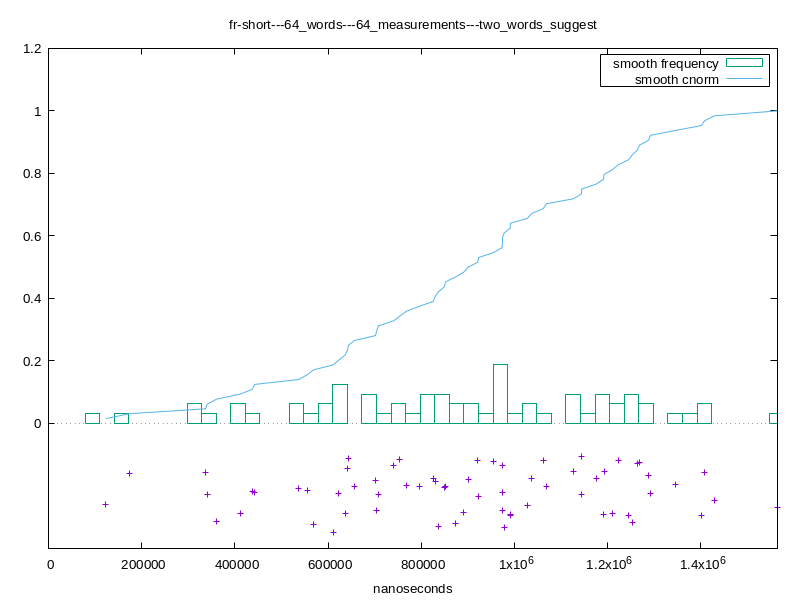 fr-short---64_words---64_measurements---two_words_suggest
smooth frequency
smooth cnorm
1.2
1
0.8
0.6
0.4
0.2
0
0 200000 400000 600000 800000 1x10^6 1.2x10^6 1.4x10^6
nanoseconds